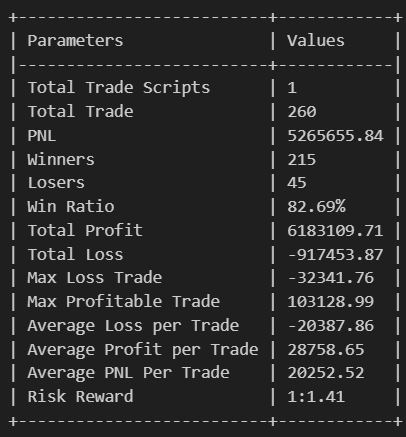 +---------------------------+------------+
| Parameters                | Values     |
|---------------------------+------------|
| Total Trade Scripts       | 1          |
| Total Trade               | 260        |
| PNL                       | 5265655.84 |
| Winners                   | 215        |
| Losers                    | 45         |
| Win Ratio                 | 82.69%     |
| Total Profit              | 6183109.71 |
| Total Loss                | -917453.87 |
| Max Loss Trade            | -32341.76  |
| Max Profitable Trade      | 103128.99  |
| Average Loss per Trade    | -20387.86  |
| Average Profit per Trade  | 28758.65   |
| Average PNL Per Trade     | 20252.52   |
| Risk Reward               | 1:1.41     |
+---------------------------+------------+